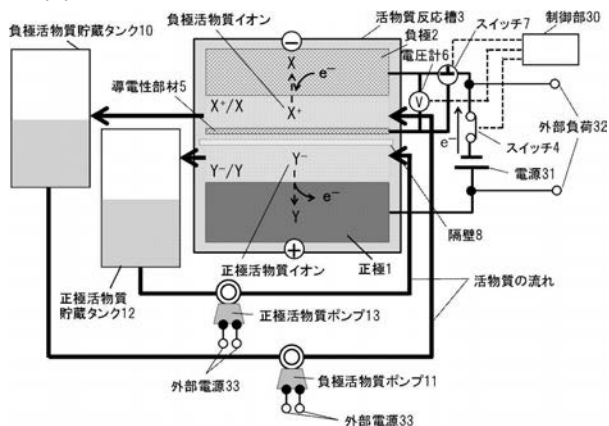 負極活物質貯蔵タンク10
負極活物質イオン
活物質反応槽3
負極2
スイッチ7
制御部30
電圧計6
導電性部材5
X
e⁻
X⁺/X
X⁺
V
e⁻
外部負荷32
スイッチ4
電源31
Y⁻/Y
Y⁻
e⁻
Y
隔壁8
正極活物質イオン
正極1
正極活物質
貯蔵タンク12
活物質の流れ
正極活物質ポンプ13
外部電源33
負極活物質ポンプ11
外部電源33